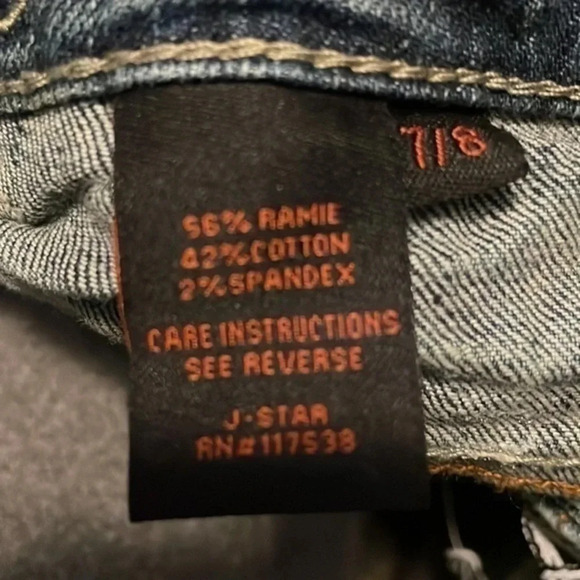 7/8
56% RAMIE
42% COTTON
2% SPANDEX
CARE INSTRUCTIONS
SEE REVERSE
J-STAR
RN#117538